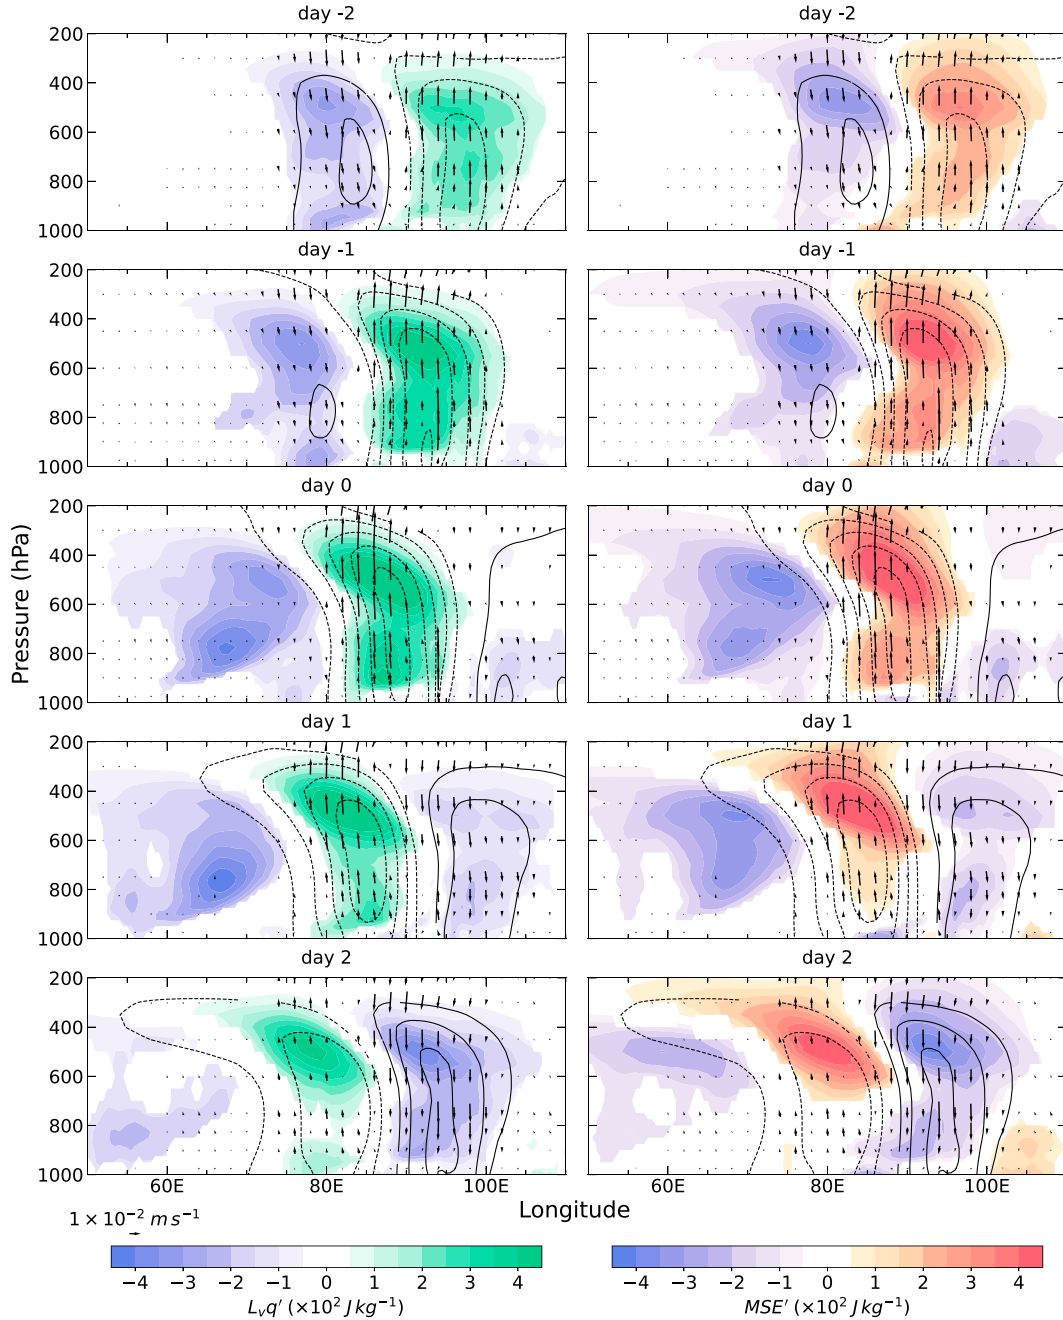 day -2 day -2
200
400
600
800
1000
day -1 day -1
200
400
600
800
1000
day 0 day 0
200
400
600
800
1000
Pressure (hPa)
day 1 day 1
200
400
600
800
1000
day 2 day 2
200
400
600
800
1000
60E 80E 100E 60E 80E 100E
Longitude
1 × 10⁻² m s⁻¹
−4 −3 −2 −1 0 1 2 3 4 −4 −3 −2 −1 0 1 2 3 4
Lᵥq′ (×10² J kg⁻¹) MSE′ (×10² J kg⁻¹)